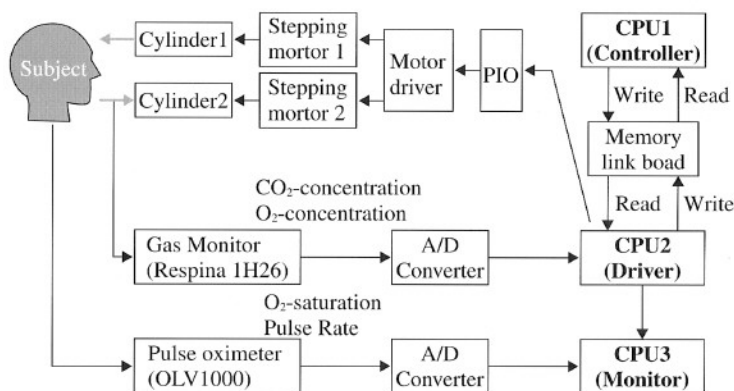 Subject
Cylinder1
Stepping
mortor 1
Cylinder2
Stepping
mortor 2
Motor
driver
PIO
CPU1
(Controller)
Write
Read
Memory
link boad
Read
Write
CO₂-concentration
O₂-concentration
Gas Monitor
(Respina 1H26)
A/D
Converter
CPU2
(Driver)
O₂-saturation
Pulse Rate
Pulse oximeter
(OLV1000)
A/D
Converter
CPU3
(Monitor)